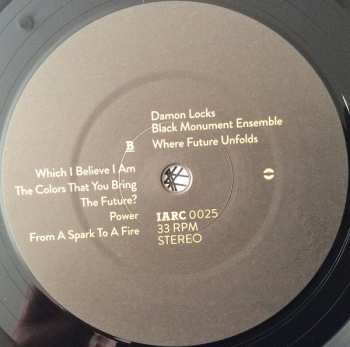 Damon Locks
Black Monument Ensemble
B
Where Future Unfolds
Which I Believe I Am
The Colors That You Bring
The Future?
Power
From A Spark To A Fire
IARC 0025
33 RPM
STEREO